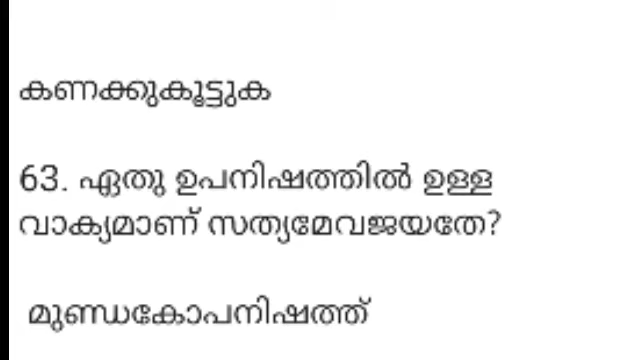 കണക്കുകൂട്ടുക
63. ഏതു ഉപനിഷത്തിൽ ഉള്ള
വാക്യമാണ് സത്യമേവജയതേ?
മുണ്ഡകോപനിഷത്ത്